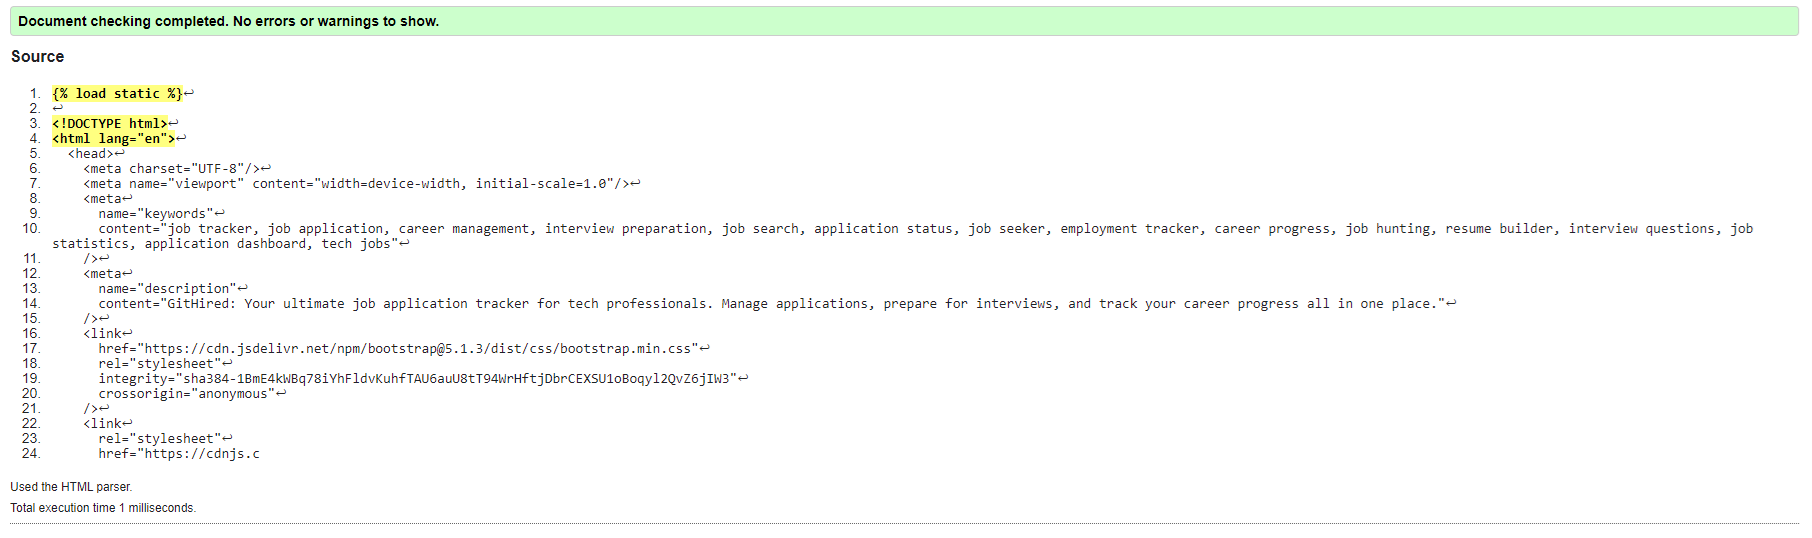 Document checking completed. No errors or warnings to show.
Source
1. {% load static %}↩
2. ↩
3. <!DOCTYPE html>↩
4. <html lang="en">↩
5. <head>↩
6. <meta charset="UTF-8"/>↩
7. <meta name="viewport" content="width=device-width, initial-scale=1.0"/>↩
8. <meta↩
9. name="keywords"↩
10. content="job tracker, job application, career management, interview preparation, job search, application status, job seeker, employment tracker, career progress, job hunting, resume builder, interview questions, job
statistics, application dashboard, tech jobs"↩
11. />↩
12. <meta↩
13. name="description"↩
14. content="GitHired: Your ultimate job application tracker for tech professionals. Manage applications, prepare for interviews, and track your career progress all in one place."↩
15. />↩
16. <link↩
17. href="https://cdn.jsdelivr.net/npm/bootstrap@5.1.3/dist/css/bootstrap.min.css"↩
18. rel="stylesheet"↩
19. integrity="sha384-1BmE4kWBq78iYhFldvKuhfTAU6auU8tT94WrHftjDbrCEXSU1oBoqyl2QvZ6jIW3"↩
20. crossorigin="anonymous"↩
21. />↩
22. <link↩
23. rel="stylesheet"↩
24. href="https://cdnjs.c
Used the HTML parser.
Total execution time 1 milliseconds.